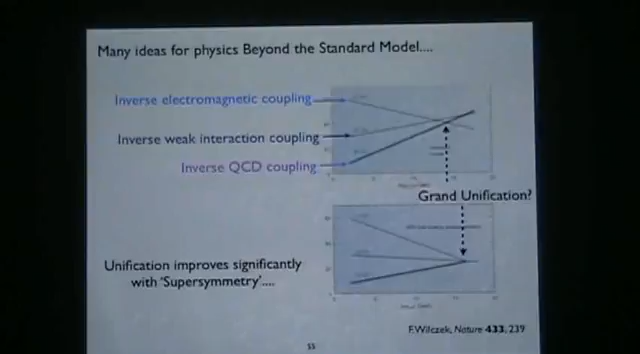 Many ideas for physics Beyond the Standard Model....
Inverse electromagnetic coupling
Inverse weak interaction coupling
Inverse QCD coupling
Grand Unification?
Unification improves significantly
with 'Supersymmetry'....
F.Wilczek, Nature 433, 239
55